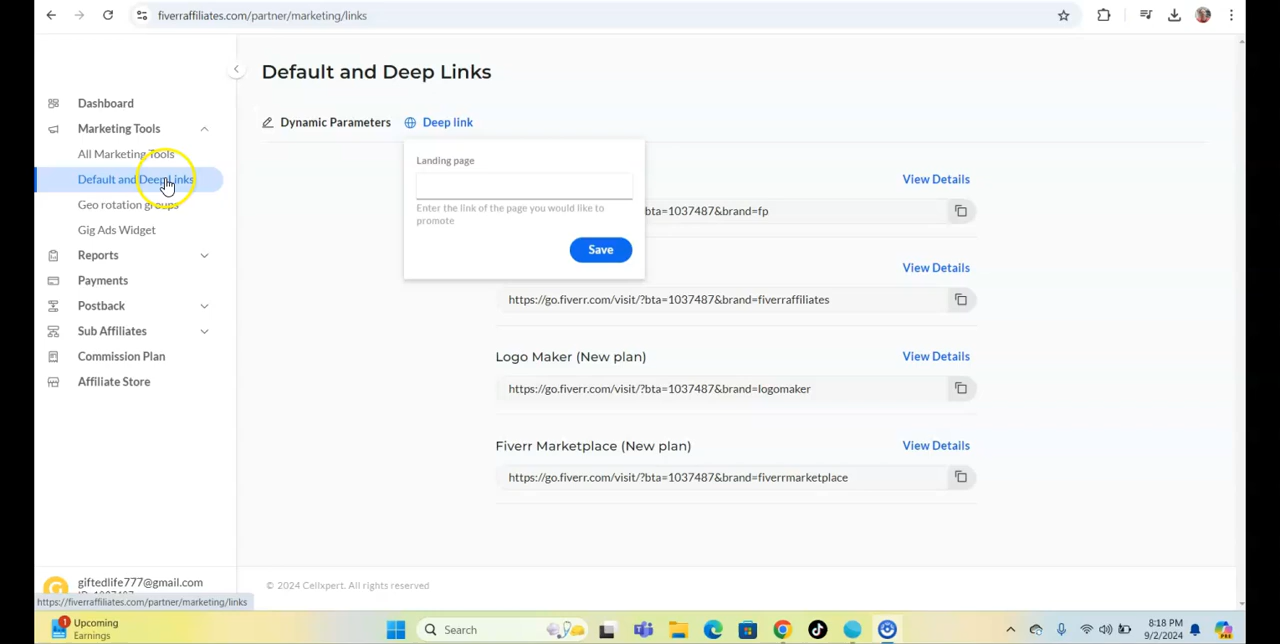 fiverraffiliates.com/partner/marketing/links
Default and Deep Links
Dashboard
Marketing Tools
All Marketing Tools
Default and Deep Links
Geo rotation groups
Gig Ads Widget
Reports
Payments
Postback
Sub Affiliates
Commission Plan
Affiliate Store
Dynamic Parameters
Deep link
Landing page
Enter the link of the page you would like to
promote
Save
View Details
bta=1037487&brand=fp
View Details
https://go.fiverr.com/visit/?bta=1037487&brand=fiverraffiliates
Logo Maker (New plan)
View Details
https://go.fiverr.com/visit/?bta=1037487&brand=logomaker
Fiverr Marketplace (New plan)
View Details
https://go.fiverr.com/visit/?bta=1037487&brand=fiverrmarketplace
G
giftedlife777@gmail.com
© 2024 Cellxpert. All rights reserved
https://fiverraffiliates.com/partner/marketing/links
1
Upcoming
Earnings
Search
8:18 PM
9/2/2024